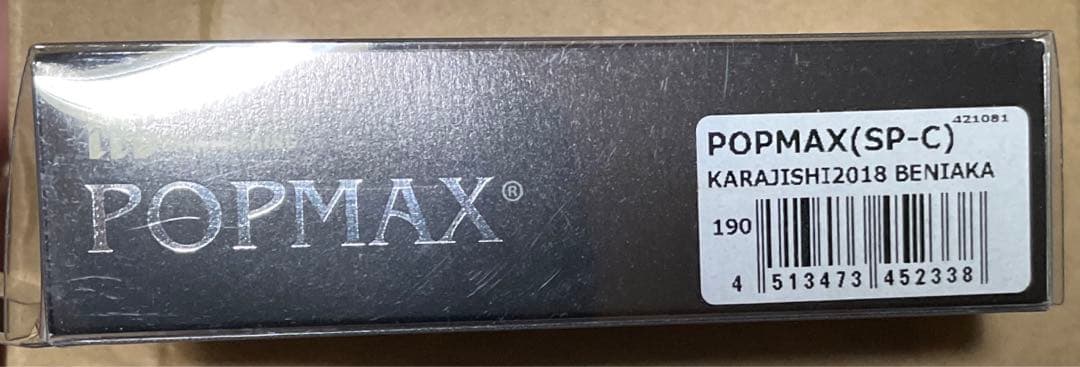 POPMAX®
421081
POPMAX(SP-C)
KARAJISHI2018 BENIAKA
190
4 513473 452338